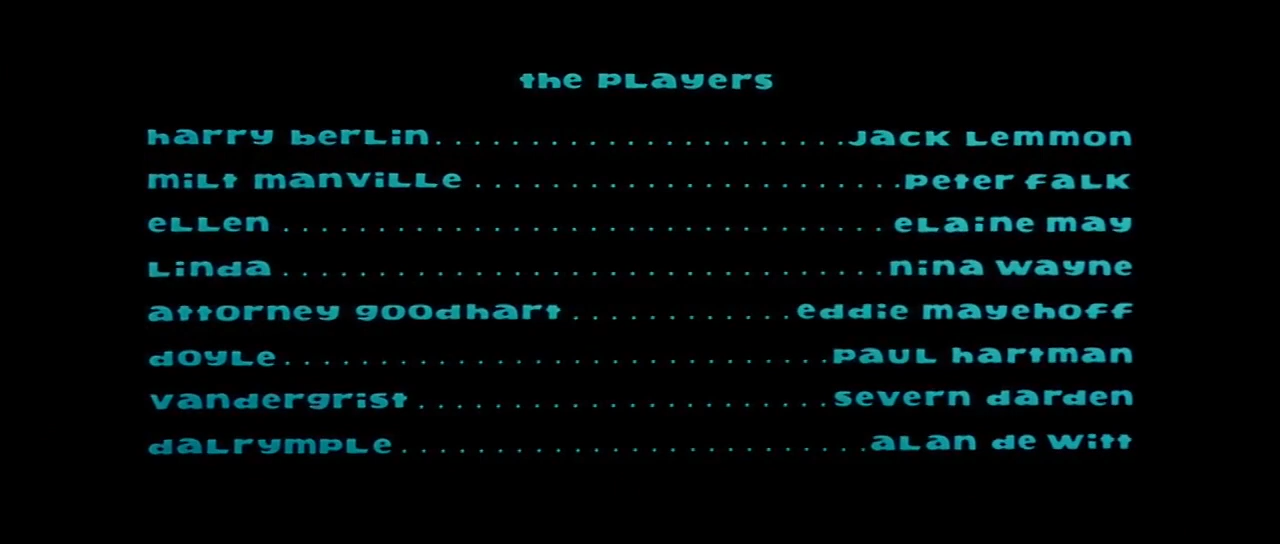 the players
harry berlin......................Jack Lemmon
milt manville .......................peter falk
ellen ................................ elaine may
Linda ................................nina wayne
attorney goodhart ............eddie mayehoff
doyle.............................paul hartman
vandergrist ......................severn darden
dalrymple.........................alan de witt